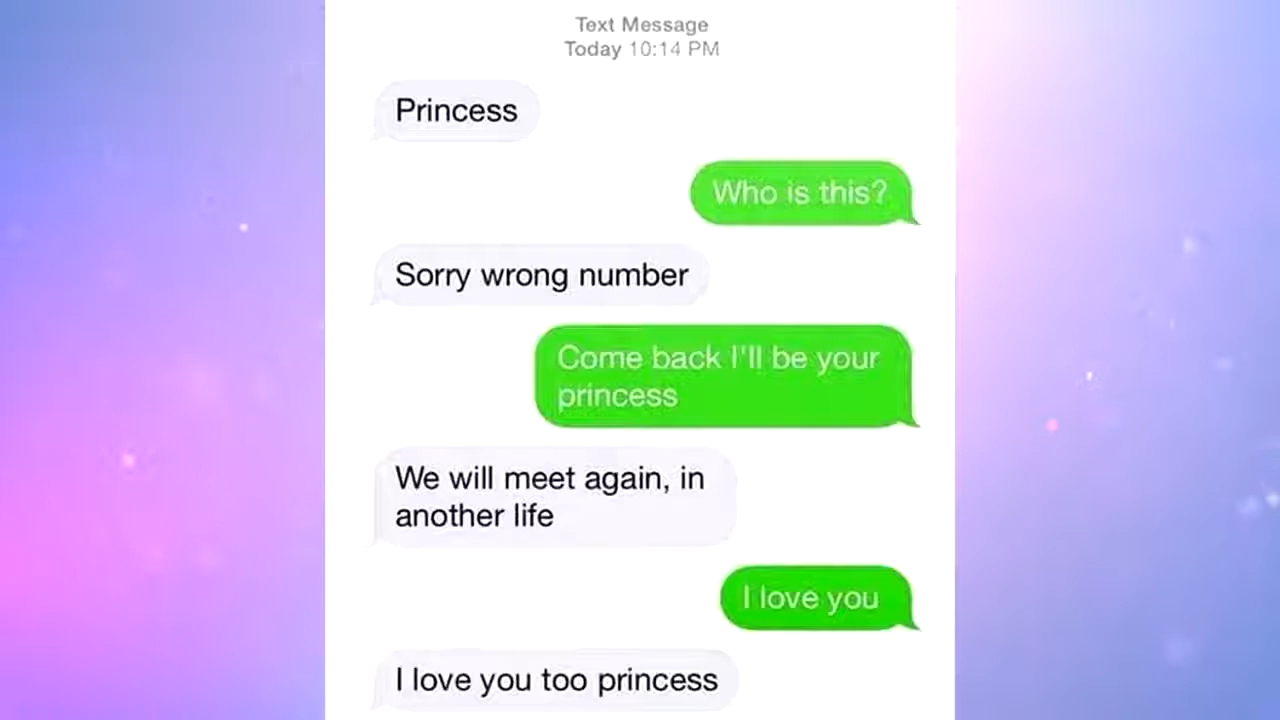 Text Message
Today 10:14 PM
Princess
Who is this?
Sorry wrong number
Come back I'll be your
princess
We will meet again, in
another life
I love you
I love you too princess